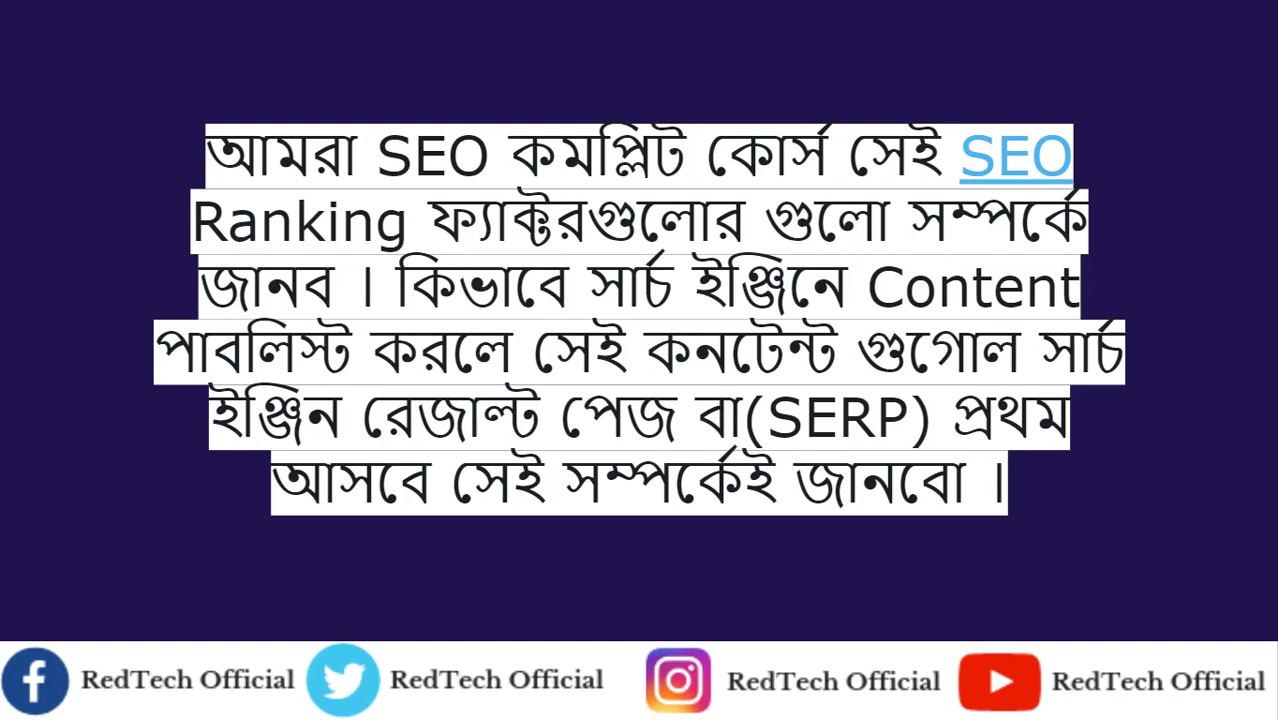 আমরা SEO কমপ্লিট কোর্স সেই SEO
Ranking ফ্যাক্টরগুলোর গুলো সম্পর্কে
জানব । কিভাবে সার্চ ইঞ্জিনে Content
পাবলিস্ট করলে সেই কনটেন্ট গুগোল সার্চ
ইঞ্জিন রেজাল্ট পেজ বা(SERP) প্রথম
আসবে সেই সম্পর্কেই জানবো ।
RedTech Official RedTech Official RedTech Official RedTech Official